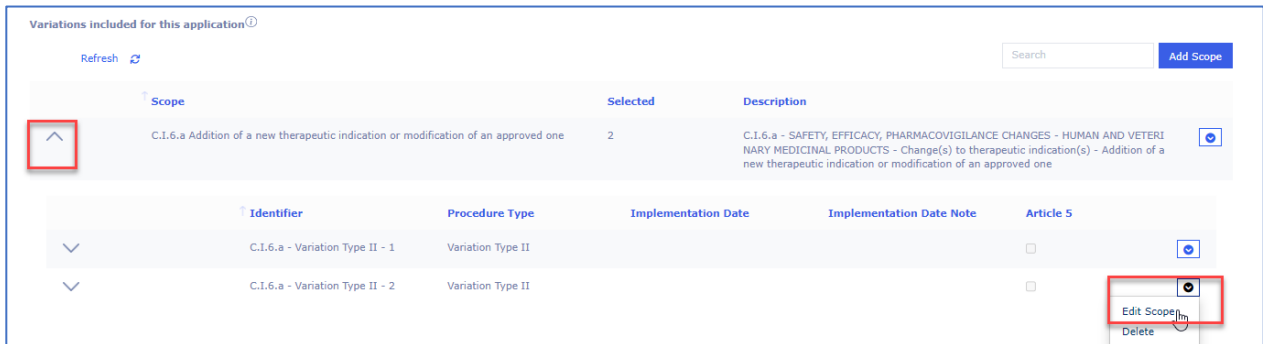 Variations included for this application
Refresh
Search
Add Scope
Scope Selected Description
C.I.6.a Addition of a new therapeutic indication or modification of an approved one 2 C.I.6.a - SAFETY, EFFICACY, PHARMACOVIGILANCE CHANGES - HUMAN AND VETERI
NARY MEDICINAL PRODUCTS - Change(s) to therapeutic indication(s) - Addition of a
new therapeutic indication or modification of an approved one
Identifier Procedure Type Implementation Date Implementation Date Note Article 5
C.I.6.a - Variation Type II - 1 Variation Type II
C.I.6.a - Variation Type II - 2 Variation Type II
Edit Scope
Delete